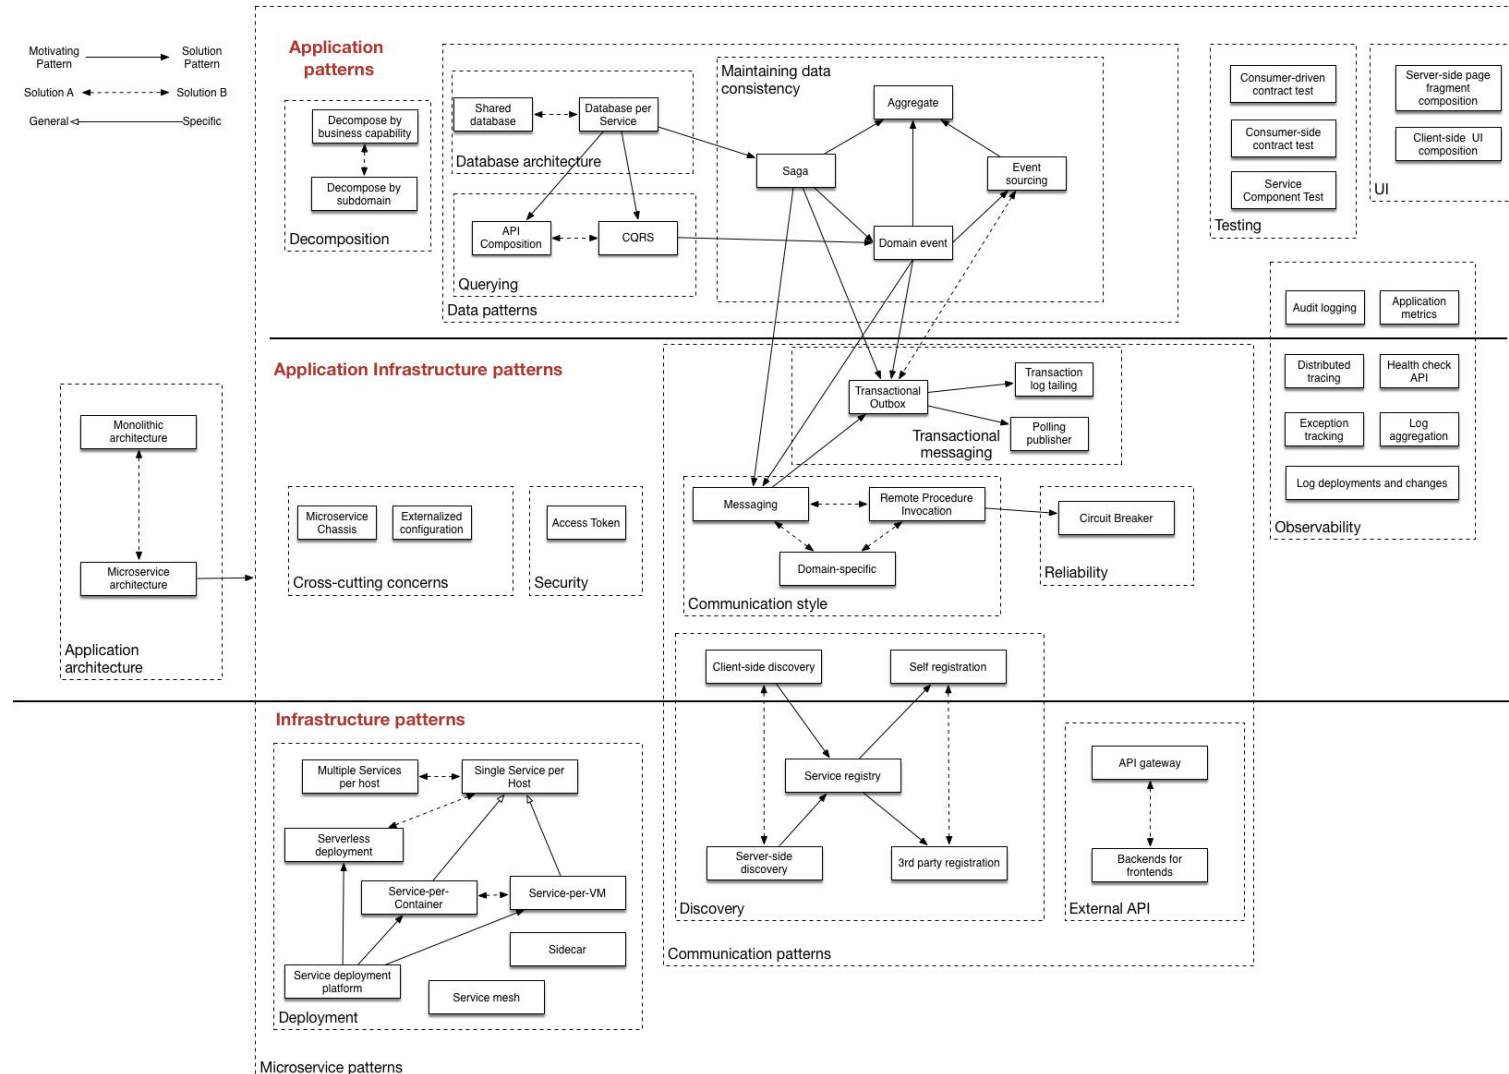 Motivating
Pattern
Solution
Pattern
Solution A
Solution B
General
Specific
Application
patterns
Decompose by
business capability
Decompose by
subdomain
Decomposition
Shared
database
Database per
Service
Database architecture
API
Composition
CQRS
Querying
Data patterns
Maintaining data
consistency
Aggregate
Saga
Event
sourcing
Domain event
Consumer-driven
contract test
Consumer-side
contract test
Service
Component Test
Testing
Server-side page
fragment composition
Client-side UI
composition
UI
Audit logging
Application
metrics
Distributed
tracing
Health check
API
Exception
tracking
Log
aggregation
Log deployments and changes
Observability
Application Infrastructure patterns
Monolithic
architecture
Microservice
architecture
Application
architecture
Microservice
Chassis
Externalized
configuration
Cross-cutting concerns
Access Token
Security
Transactional
Outbox
Transaction
log tailing
Polling
publisher
Transactional
messaging
Messaging
Remote Procedure
Invocation
Domain-specific
Communication style
Circuit Breaker
Reliability
Client-side discovery
Self registration
Service registry
Server-side
discovery
3rd party registration
Discovery
API gateway
Backends for
frontends
External API
Communication patterns
Infrastructure patterns
Multiple Services
per host
Single Service per
Host
Serverless
deployment
Service-per-
Container
Service-per-VM
Sidecar
Service deployment
platform
Service mesh
Deployment
Microservice patterns